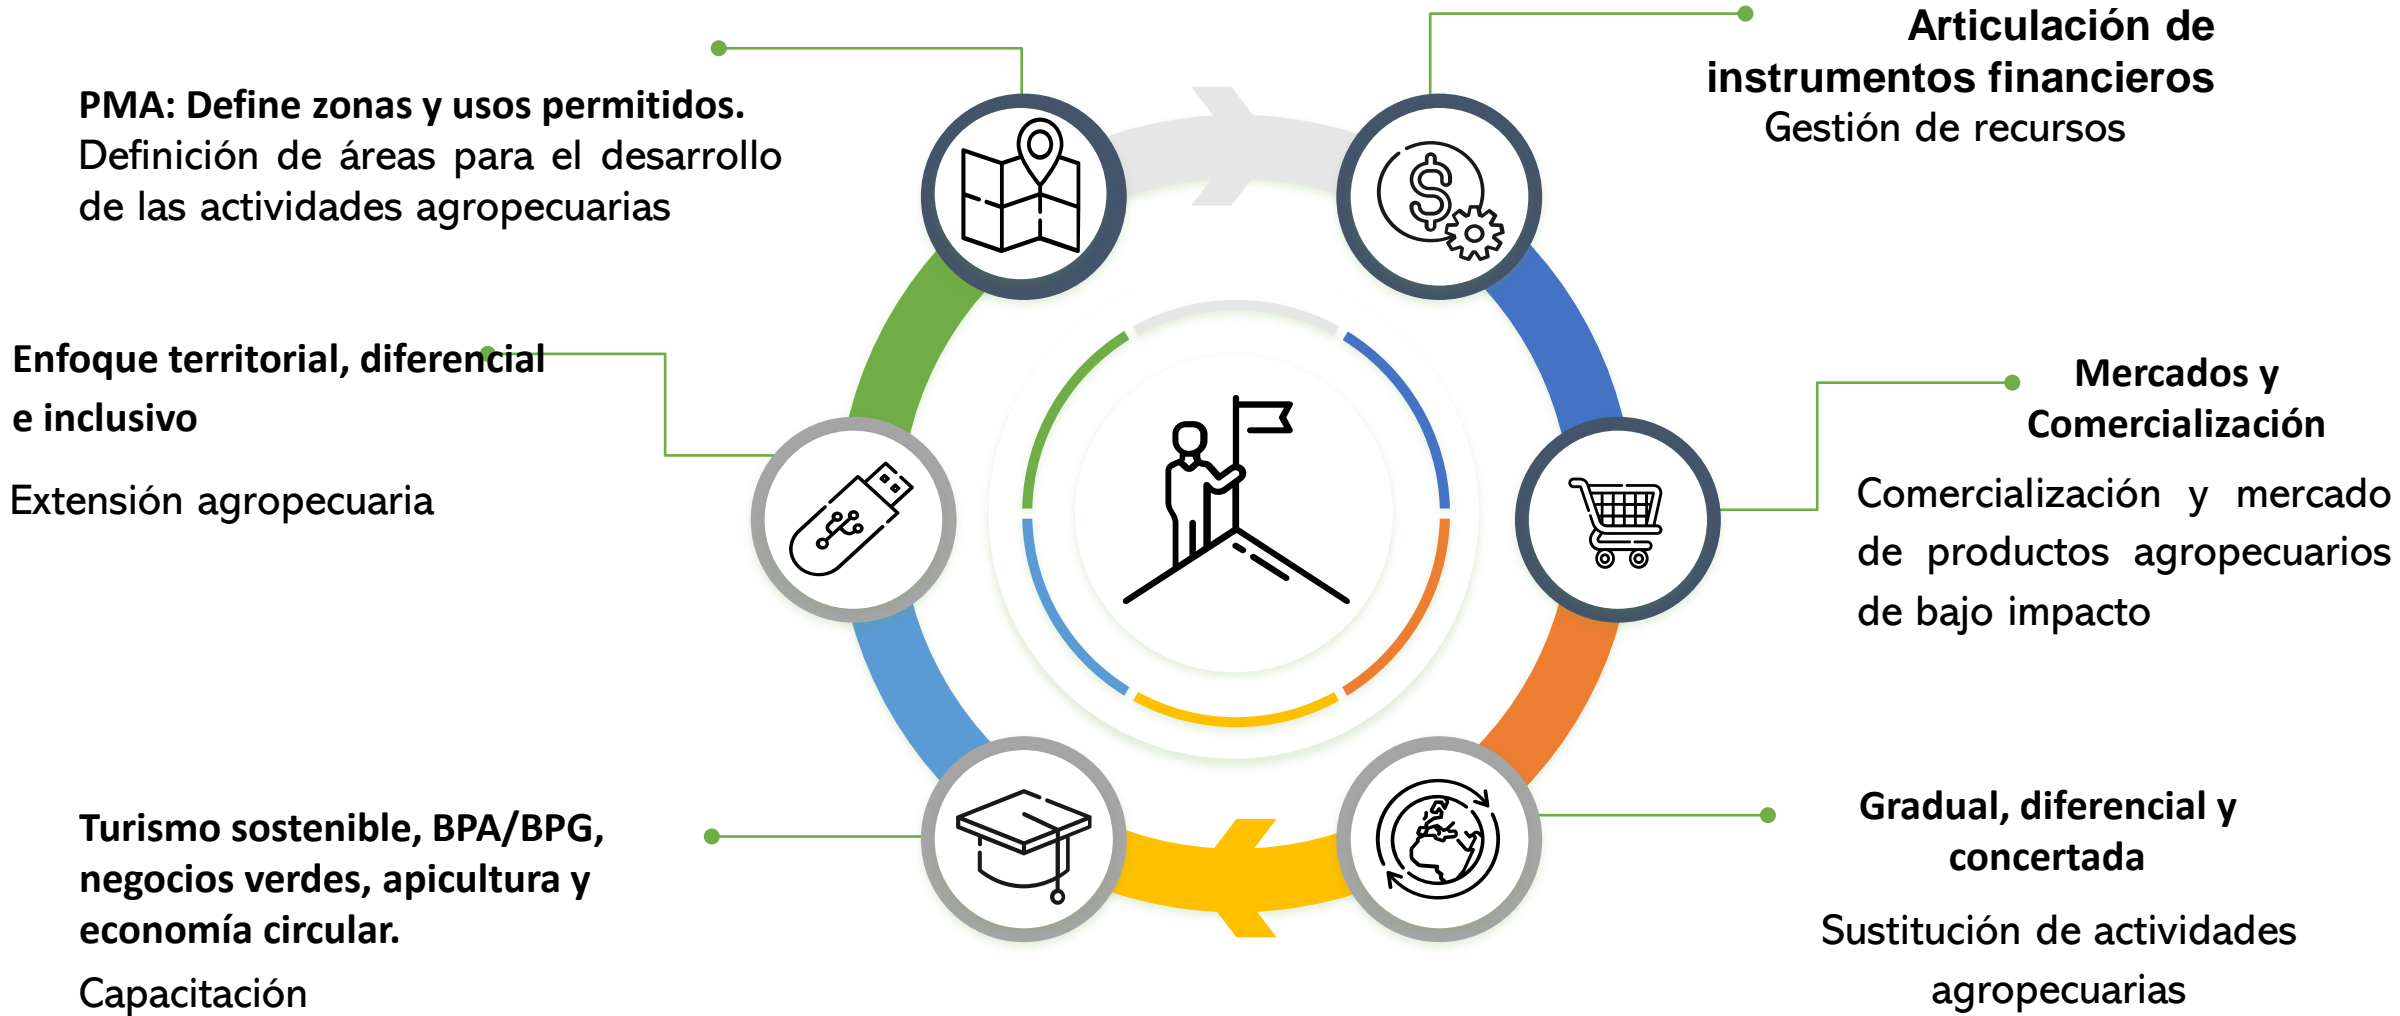 PMA: Define zonas y usos permitidos.
Definición de áreas para el desarrollo
de las actividades agropecuarias
Articulación de
instrumentos financieros
Gestión de recursos
Enfoque territorial, diferencial
e inclusivo
Extensión agropecuaria
Mercados y
Comercialización
Comercialización y mercado
de productos agropecuarios
de bajo impacto
Turismo sostenible, BPA/BPG,
negocios verdes, apicultura y
economía circular.
Capacitación
Gradual, diferencial y
concertada
Sustitución de actividades
agropecuarias